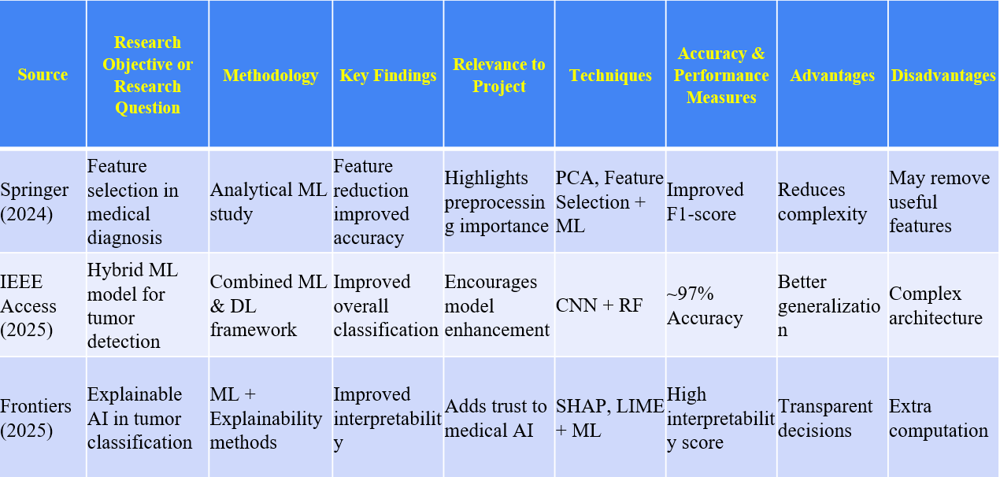 Source
Research
Objective or
Research
Question
Methodology
Key Findings
Relevance to
Project
Techniques
Accuracy &
Performance
Measures
Advantages
Disadvantages
Springer
(2024)
Feature
selection in
medical
diagnosis
Analytical ML
study
Feature
reduction
improved
accuracy
Highlights
preprocessin
g importance
PCA, Feature
Selection +
ML
Improved
F1-score
Reduces
complexity
May remove
useful
features
IEEE
Access
(2025)
Hybrid ML
model for
tumor
detection
Combined ML
& DL
framework
Improved
overall
classification
Encourages
model
enhancement
CNN + RF
~97%
Accuracy
Better
generalizatio
n
Complex
architecture
Frontiers
(2025)
Explainable
AI in tumor
classification
ML +
Explainability
methods
Improved
interpretabilit
y
Adds trust to
medical AI
SHAP, LIME
+ ML
High
interpretabilit
y score
Transparent
decisions
Extra
computation